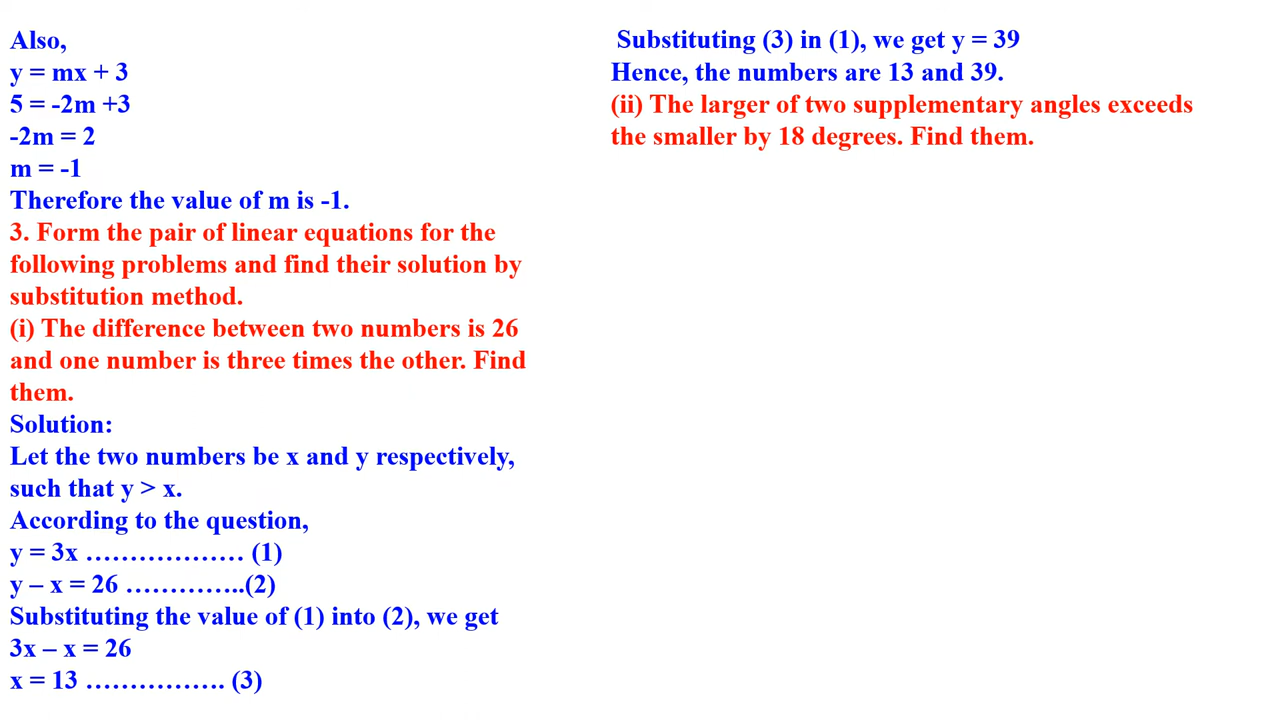 Also,
y = mx + 3
5 = -2m +3
-2m = 2
m = -1
Therefore the value of m is -1.
3. Form the pair of linear equations for the
following problems and find their solution by
substitution method.
(i) The difference between two numbers is 26
and one number is three times the other. Find
them.
Solution:
Let the two numbers be x and y respectively,
such that y > x.
According to the question,
y = 3x ……………… (1)
y – x = 26 …………..(2)
Substituting the value of (1) into (2), we get
3x – x = 26
x = 13 ……………. (3)
Substituting (3) in (1), we get y = 39
Hence, the numbers are 13 and 39.
(ii) The larger of two supplementary angles exceeds
the smaller by 18 degrees. Find them.